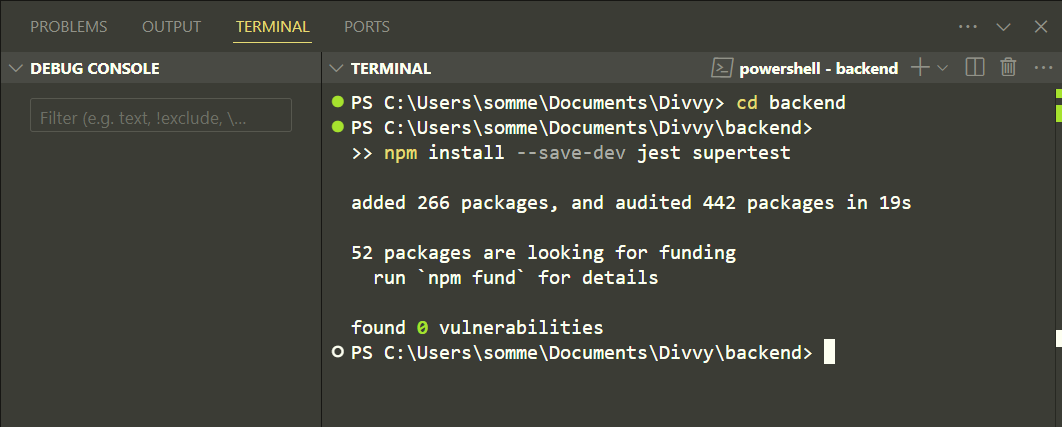 PROBLEMS OUTPUT TERMINAL PORTS
DEBUG CONSOLE
Filter (e.g. text, !exclude, \...
TERMINAL
powershell - backend
PS C:\Users\somme\Documents\Divvy> cd backend
PS C:\Users\somme\Documents\Divvy\backend>
>> npm install --save-dev jest supertest
added 266 packages, and audited 442 packages in 19s
52 packages are looking for funding
  run `npm fund` for details
found 0 vulnerabilities
PS C:\Users\somme\Documents\Divvy\backend>